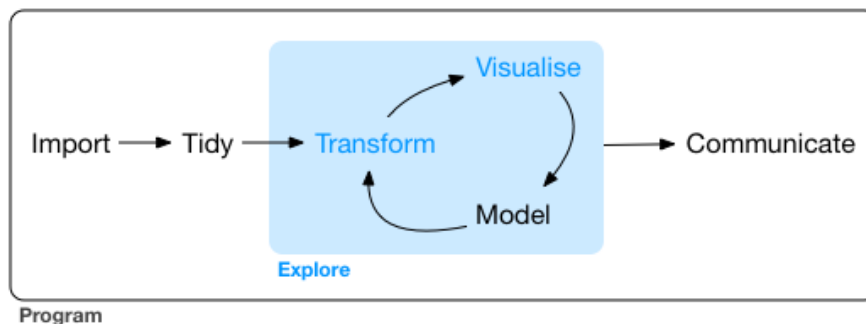 Visualise
Import
Tidy
Transform
Communicate
Model
Explore
Program